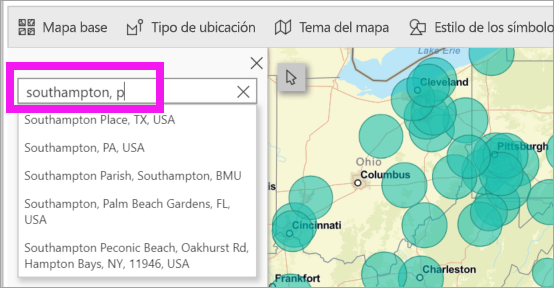 Mapa base
Tipo de ubicación
Tema del mapa
Estilo de los símbolo
southampton, p
Southampton Place, TX, USA
Southampton, PA, USA
Southampton Parish, Southampton, BMU
Southampton, Palm Beach Gardens, FL,
USA
Southampton Peconic Beach, Oakhurst Rd,
Hampton Bays, NY, 11946, USA
Lake Erie
Cleveland
Pittsburgh
Ohio
Columbus
is
Cincinnati
Frankfort
Charleston